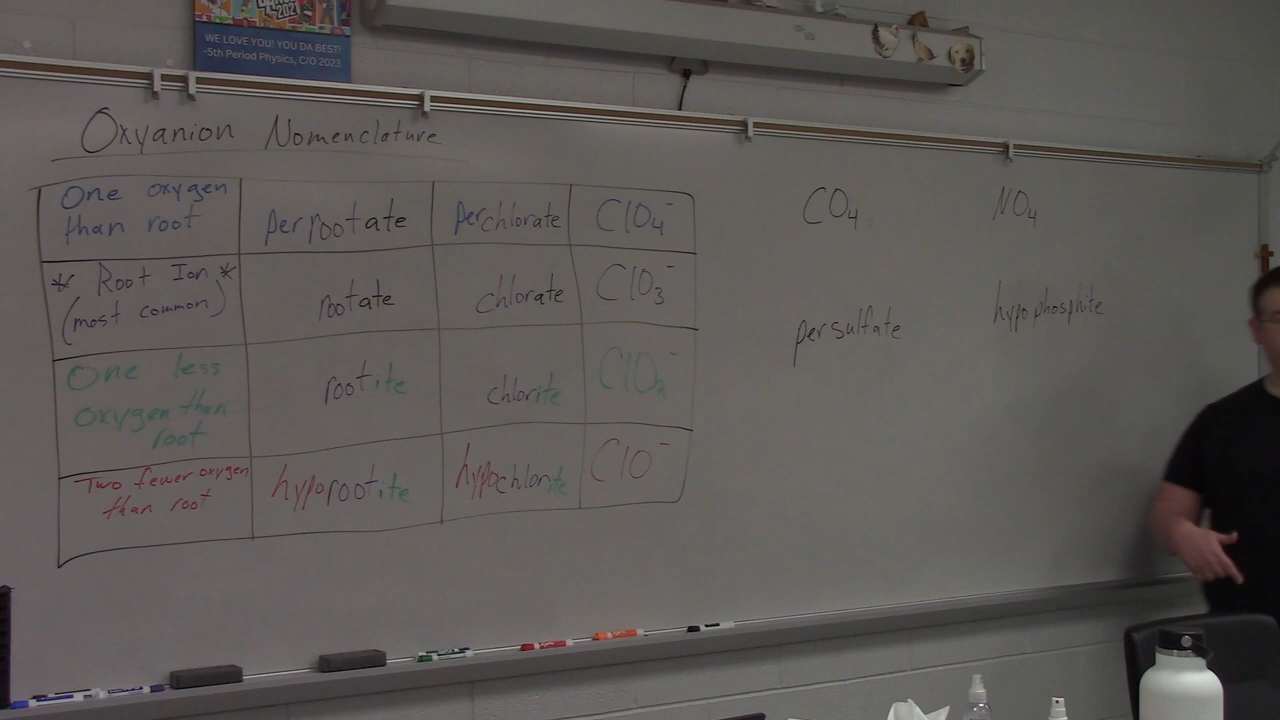 2021
WE LOVE YOU! YOU DA BEST!
-5th Period Physics, C/O 2023
Oxyanion Nomenclature
One oxygen
than root
perrootate
perchlorate
ClO4-
* Root Ion *
(most common)
rootate
chlorate
ClO3-
One less
oxygen than
root
rootite
chlorite
ClO2-
Two fewer oxygen
than root
hyporootite
hypochlorite
ClO-
CO4
NO4
persulfate
hypophosphite